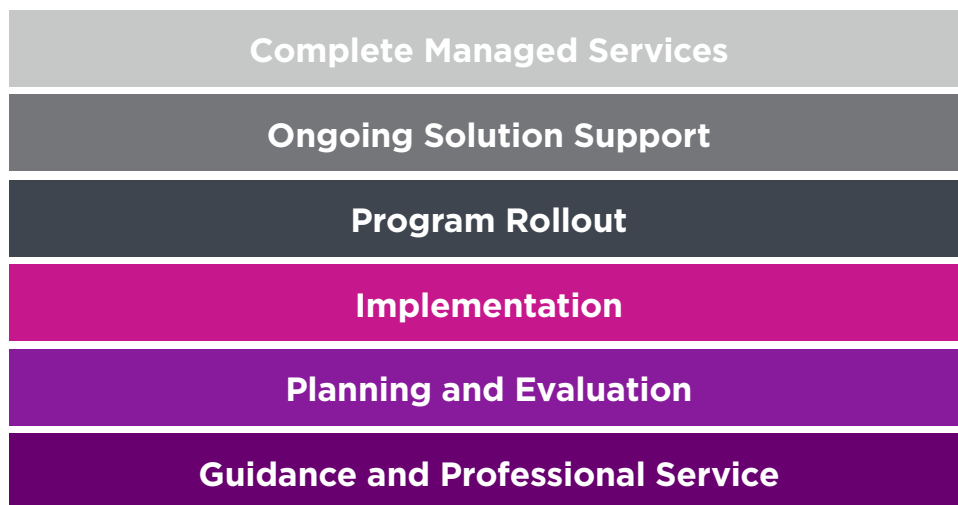 Complete Managed Services
Ongoing Solution Support
Program Rollout
Implementation
Planning and Evaluation
Guidance and Professional Service